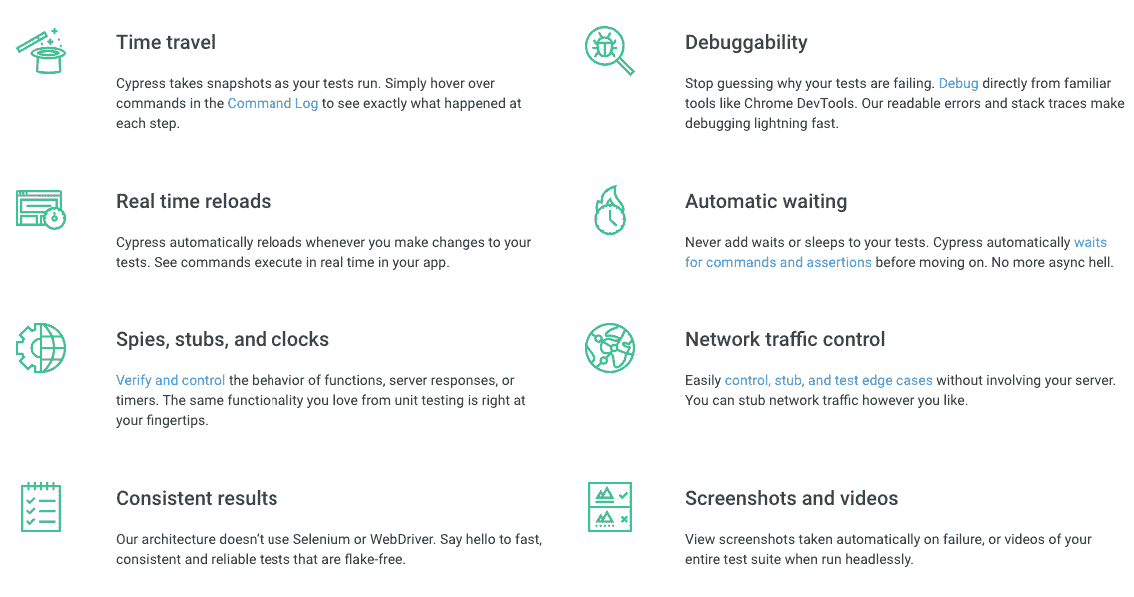 Time travel
Cypress takes snapshots as your tests run. Simply hover over
commands in the Command Log to see exactly what happened at
each step.
Debuggability
Stop guessing why your tests are failing. Debug directly from familiar
tools like Chrome DevTools. Our readable errors and stack traces make
debugging lightning fast.
Real time reloads
Cypress automatically reloads whenever you make changes to your
tests. See commands execute in real time in your app.
Automatic waiting
Never add waits or sleeps to your tests. Cypress automatically waits
for commands and assertions before moving on. No more async hell.
Spies, stubs, and clocks
Verify and control the behavior of functions, server responses, or
timers. The same functionality you love from unit testing is right at
your fingertips.
Network traffic control
Easily control, stub, and test edge cases without involving your server.
You can stub network traffic however you like.
Consistent results
Our architecture doesn't use Selenium or WebDriver. Say hello to fast,
consistent and reliable tests that are flake-free.
Screenshots and videos
View screenshots taken automatically on failure, or videos of your
entire test suite when run headlessly.